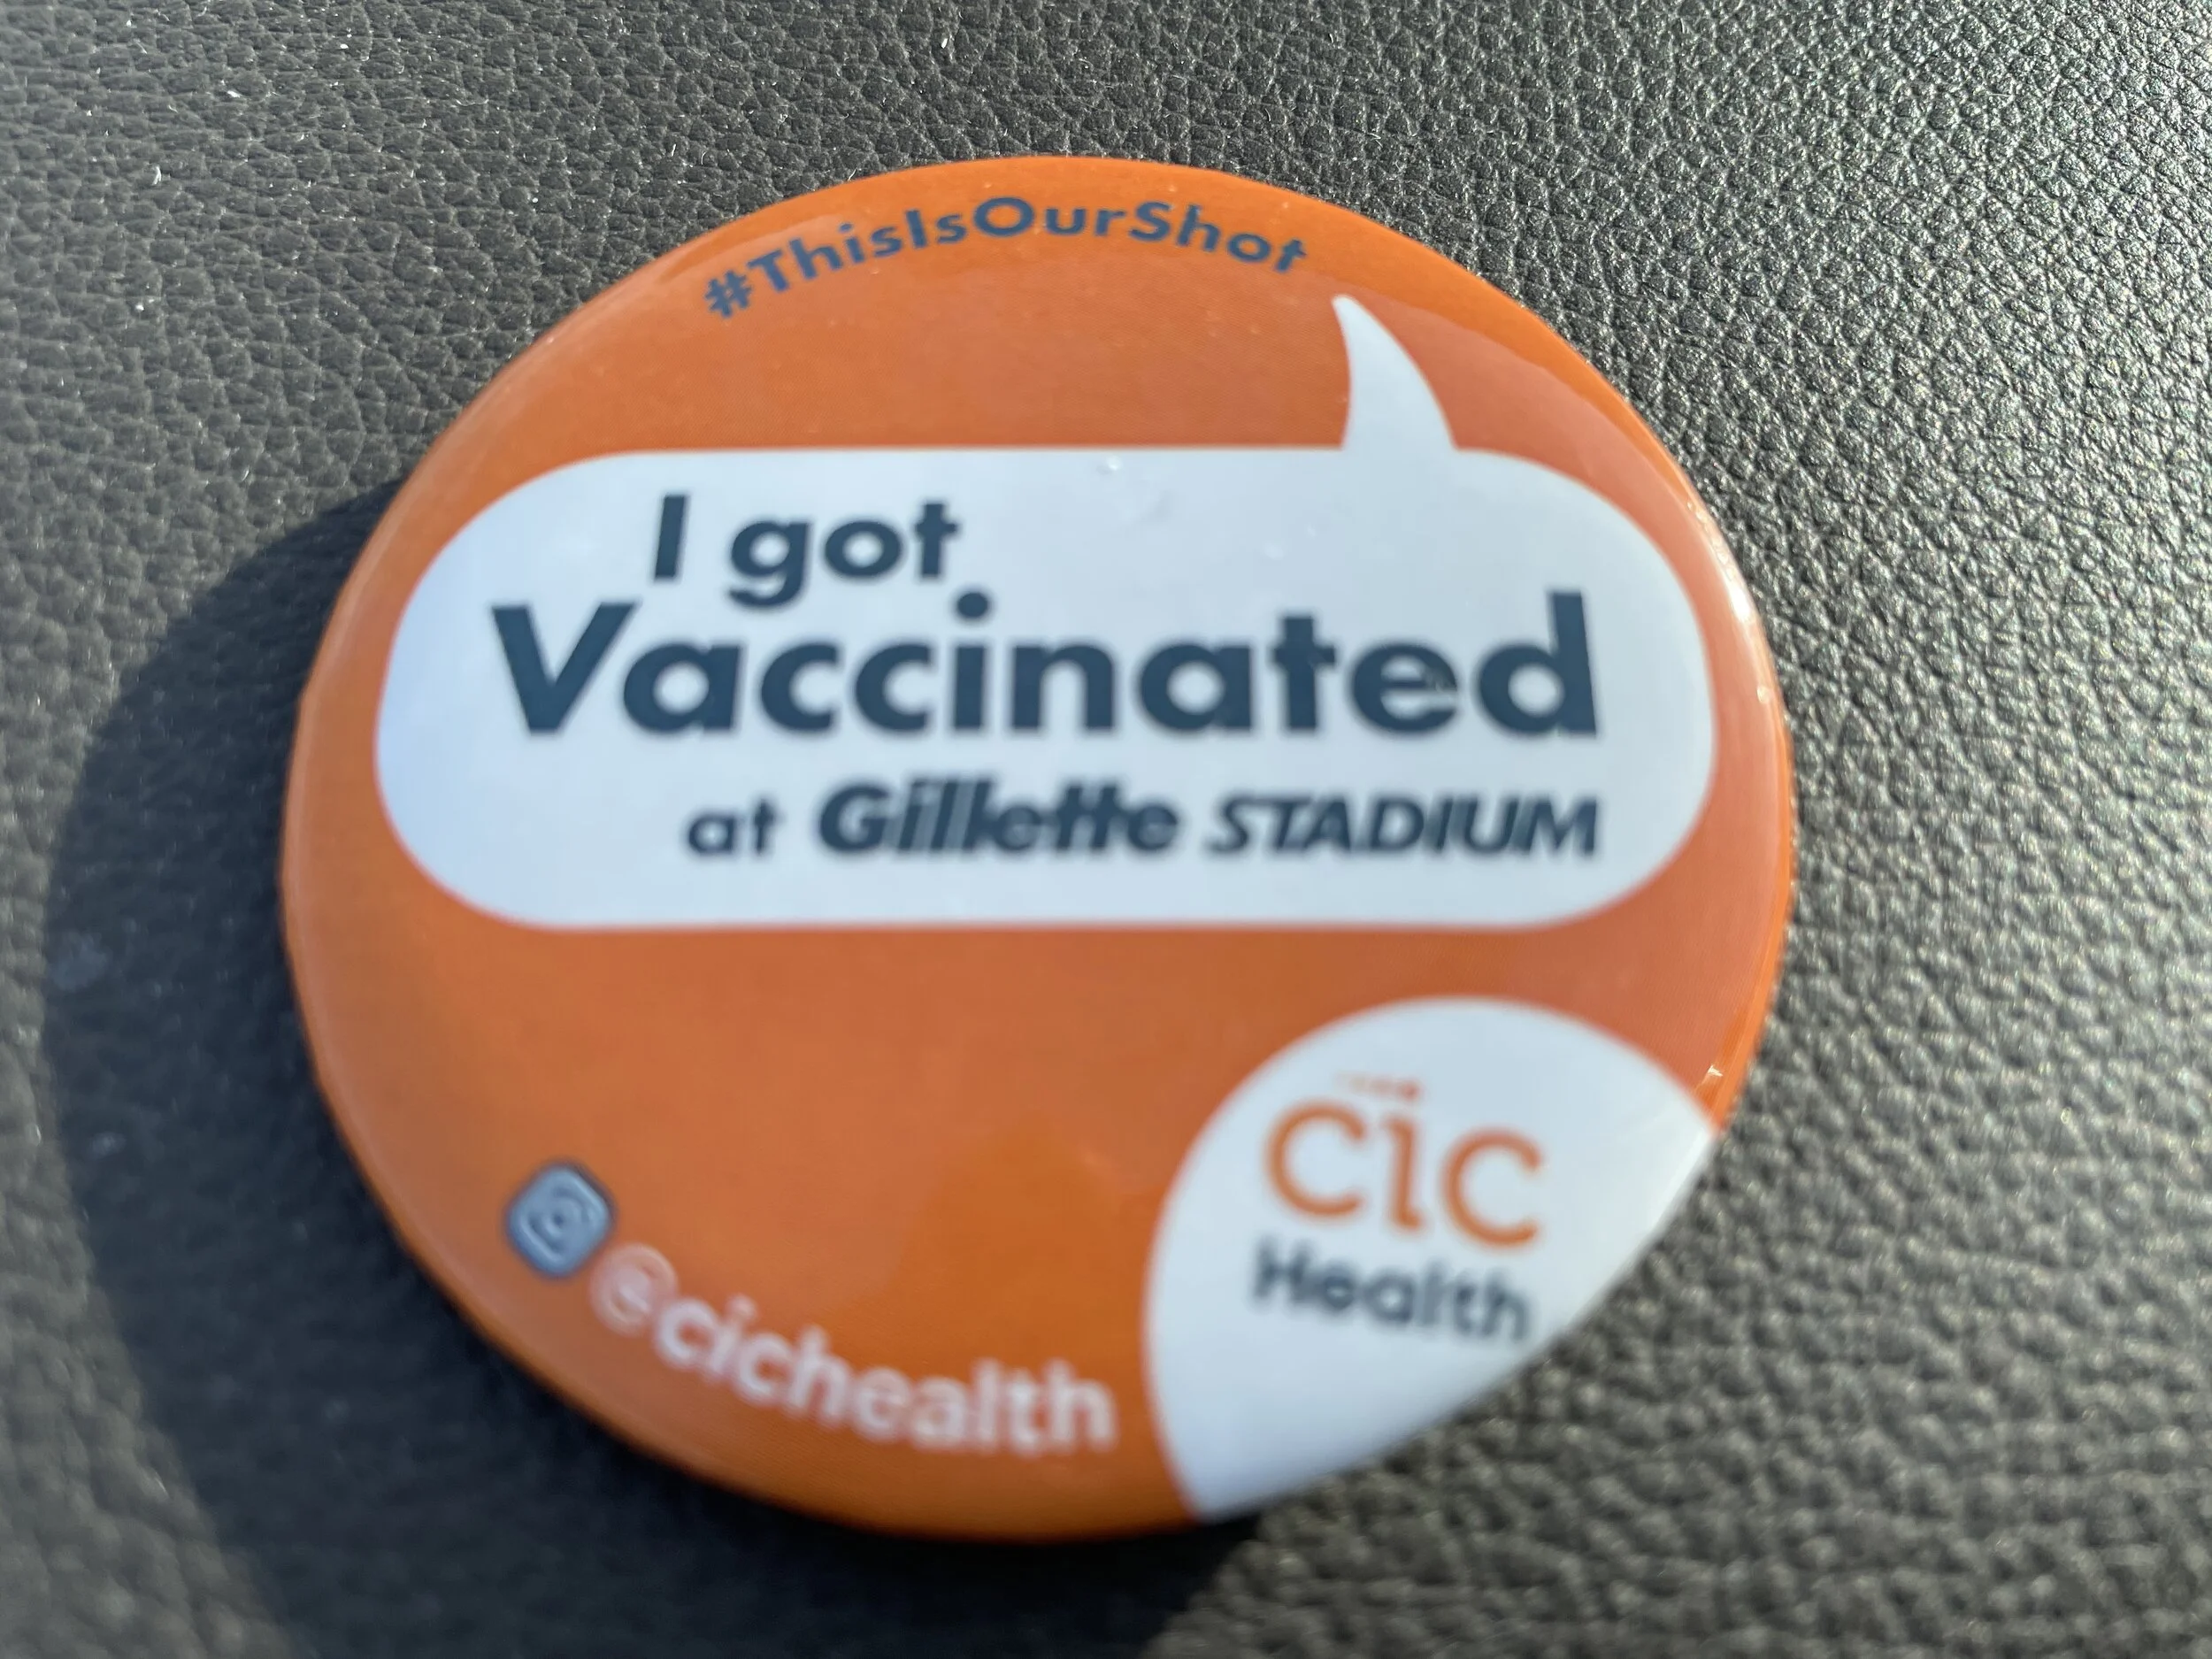 #ThisIsOurShot
I got
Vaccinated
at Gillette STADIUM
cic
Health
@cichealth